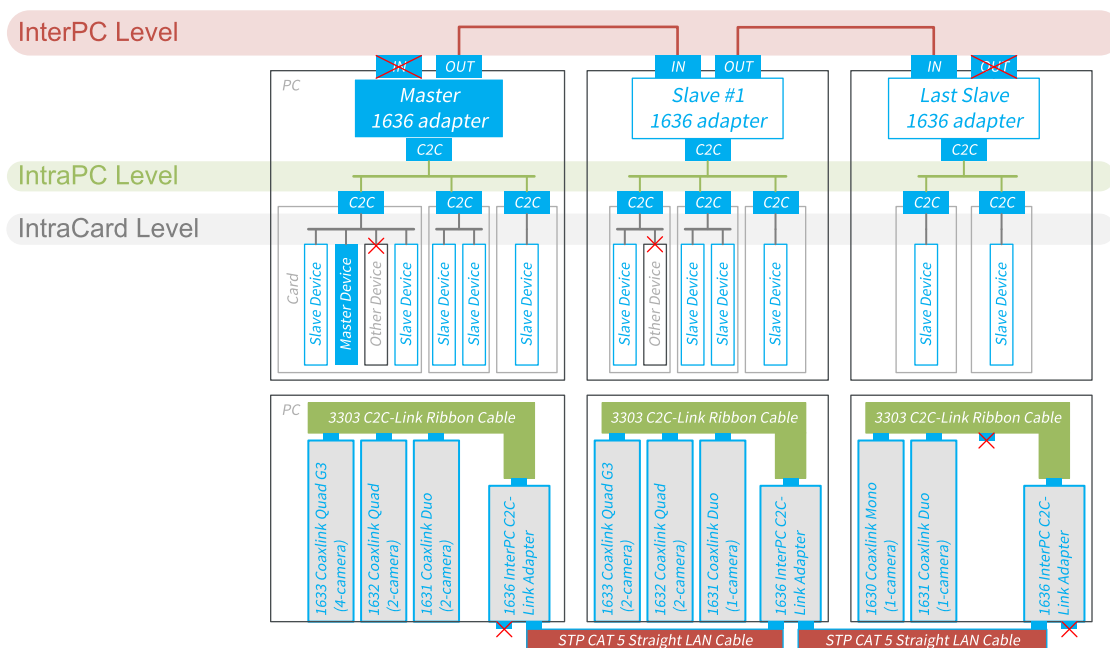 InterPC Level
IN
OUT
IN
OUT
IN
OUT
PC
Master
1636 adapter
Slave #1
1636 adapter
Last Slave
1636 adapter
C2C
C2C
C2C
IntraPC Level
C2C
C2C
C2C
C2C
C2C
C2C
C2C
C2C
IntraCard Level
Card
Slave Device
Master Device
Other Device
Slave Device
Slave Device
Slave Device
Slave Device
Slave Device
Other Device
Slave Device
Slave Device
Slave Device
Slave Device
Slave Device
PC
3303 C2C-Link Ribbon Cable
3303 C2C-Link Ribbon Cable
3303 C2C-Link Ribbon Cable
1633 Coaxlink Quad G3
(4-camera)
1632 Coaxlink Quad
(2-camera)
1631 Coaxlink Duo
(2-camera)
1636 InterPC C2C-
Link Adapter
1633 Coaxlink Quad G3
(2-camera)
1632 Coaxlink Quad
(2-camera)
1631 Coaxlink Duo
(1-camera)
1636 InterPC C2C-
Link Adapter
1630 Coaxlink Mono
(1-camera)
1631 Coaxlink Duo
(1-camera)
1636 InterPC C2C-
Link Adapter
STP CAT 5 Straight LAN Cable
STP CAT 5 Straight LAN Cable